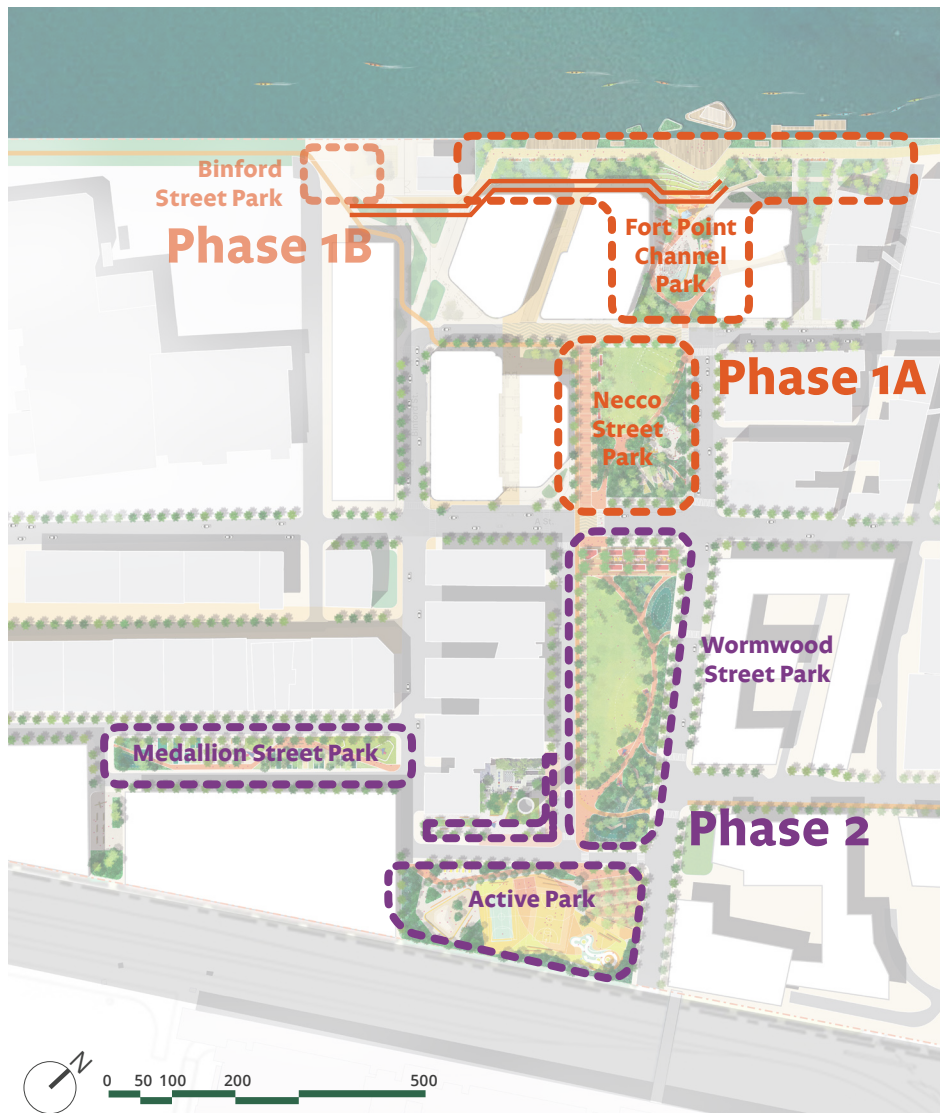 Binford
Street Park
Phase 1B
Fort Point
Channel
Park
Phase 1A
Necco
Street
Park
Wormwood
Street Park
Medallion Street Park
Phase 2
Active Park
N
0 50 100 200 500